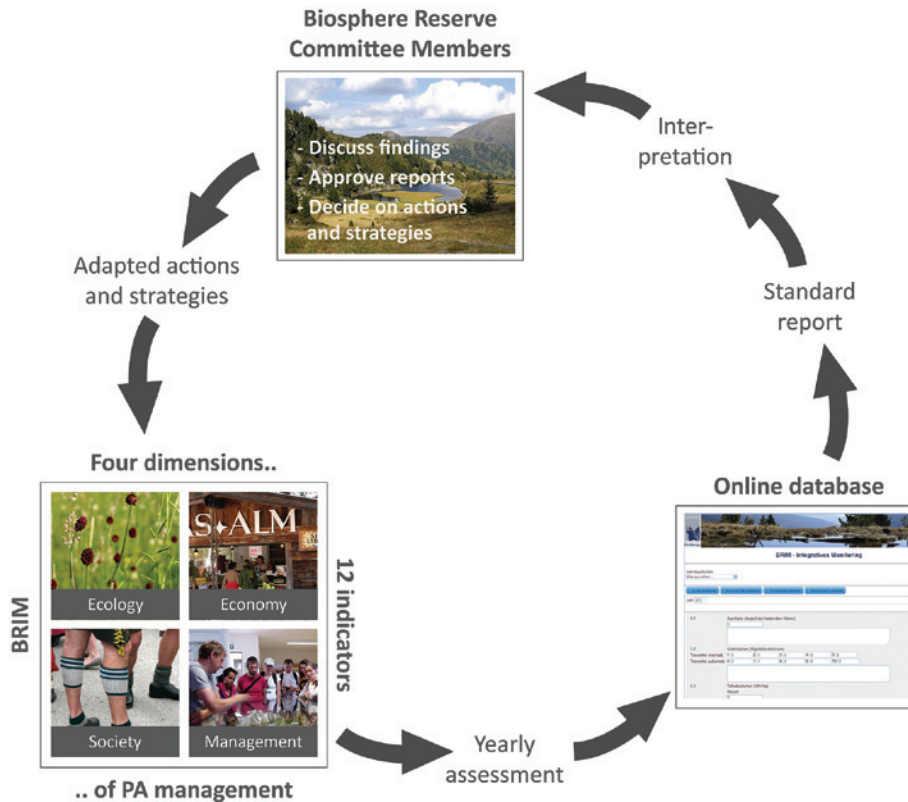 Biosphere Reserve
Committee Members
- Discuss findings
- Approve reports
- Decide on actions
and strategies
Inter-
pretation
Standard
report
Adapted actions
and strategies
Four dimensions..
BRIM
AS ALM
Ecology
Economy
Society
Management
12 indicators
.. of PA management
Yearly
assessment
Online database
BRIM - Integratives Monitoring